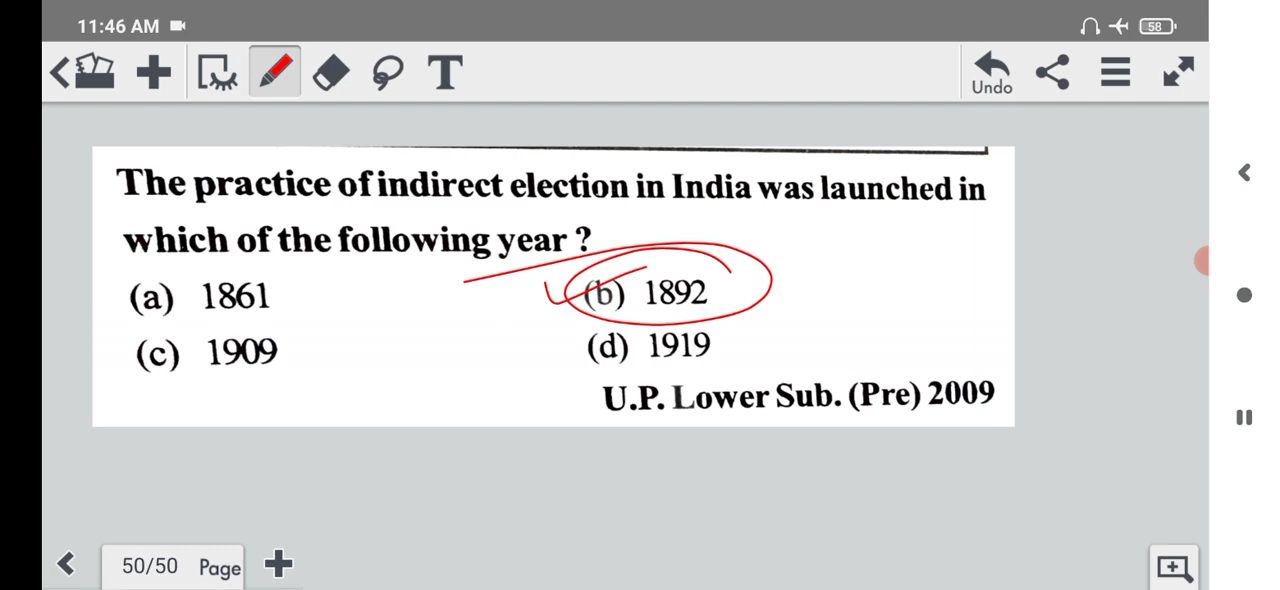 11:46 AM 58
T
Undo
The practice of indirect election in India was launched in
which of the following year ?
(a) 1861 (b) 1892
(c) 1909 (d) 1919
U.P. Lower Sub. (Pre) 2009
50/50 Page